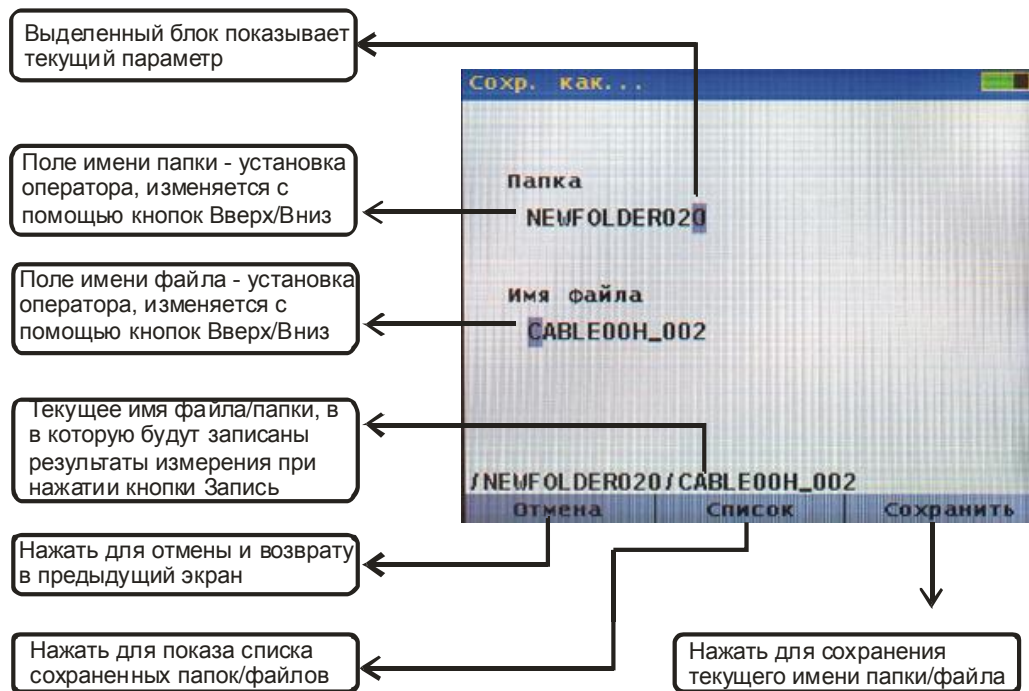 Выделенный блок показывает
текущий параметр
Сохр. как...
Поле имени папки - установка
оператора, изменяется с
помощью кнопок Вверх/Вниз
Папка
NEWFOLDER020
Поле имени файла - установка
оператора, изменяется с
помощью кнопок Вверх/Вниз
Имя файла
CABLE00H_002
Текущее имя файла/папки, в
в которую будут записаны
результаты измерения при
нажатии кнопки Запись
/NEWFOLDER020/CABLE00H_002
Отмена Список Сохранить
Нажать для отмены и возврату
в предыдущий экран
Нажать для показа списка
сохраненных папок/файлов
Нажать для сохранения
текущего имени папки/файла